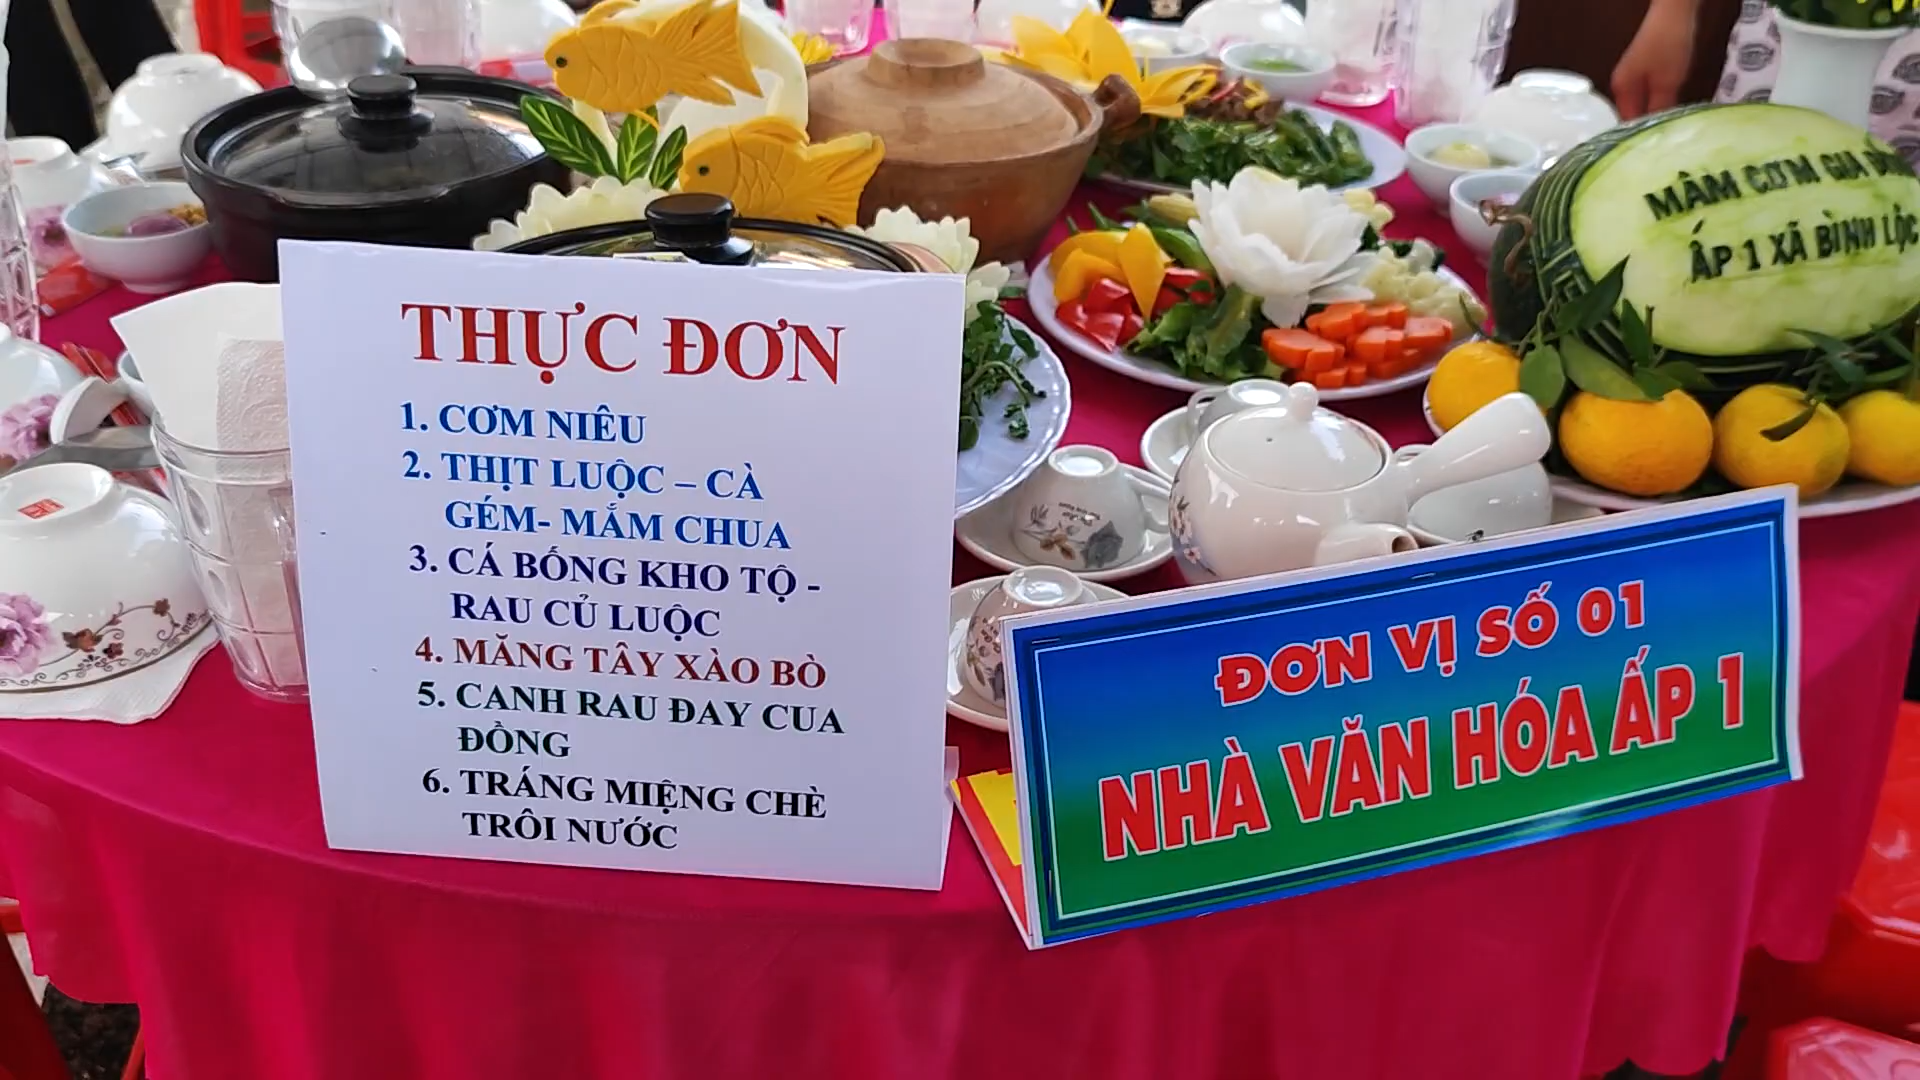 THỰC ĐƠN
1. CƠM NIÊU
2. THỊT LUỘC – CÀ
GÉM- MẮM CHUA
3. CÁ BỐNG KHO TỘ -
RAU CỦ LUỘC
4. MĂNG TÂY XÀO BÒ
5. CANH RAU ĐAY CUA
ĐỒNG
6. TRÁNG MIỆNG CHÈ
TRÔI NƯỚC
MÂM CƠM GIA
ẤP 1 XÃ BÌNH LỘC
ĐƠN VỊ SỐ 01
NHÀ VĂN HÓA ẤP 1